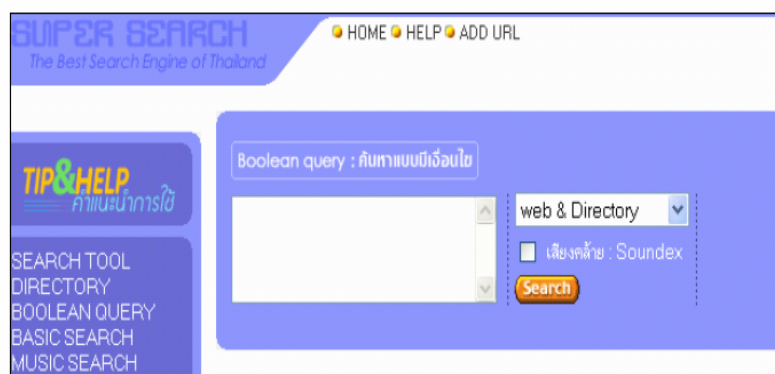 SUPER SEARCH
The Best Search Engine of Thailand
HOME HELP ADD URL
TIP&HELP
คำแนะนำการใช้
SEARCH TOOL
DIRECTORY
BOOLEAN QUERY
BASIC SEARCH
MUSIC SEARCH
Boolean query : ค้นหาแบบมีเงื่อนไข
web & Directory
เสียงคล้าย : Soundex
Search